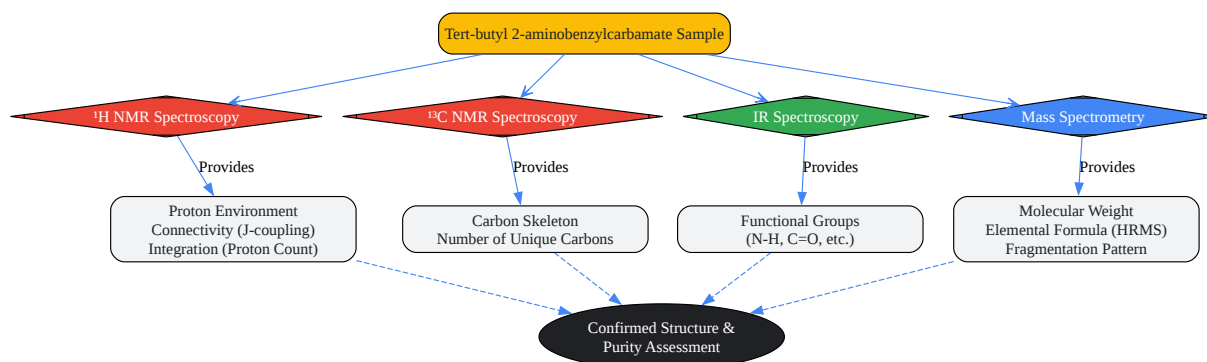 Tert-butyl 2-aminobenzylcarbamate Sample
¹H NMR Spectroscopy
¹³C NMR Spectroscopy
IR Spectroscopy
Mass Spectrometry
Provides
Provides
Provides
Provides
Proton Environment
Connectivity (J-coupling)
Integration (Proton Count)
Carbon Skeleton
Number of Unique Carbons
Functional Groups
(N-H, C=O, etc.)
Molecular Weight
Elemental Formula (HRMS)
Fragmentation Pattern
Confirmed Structure &
Purity Assessment